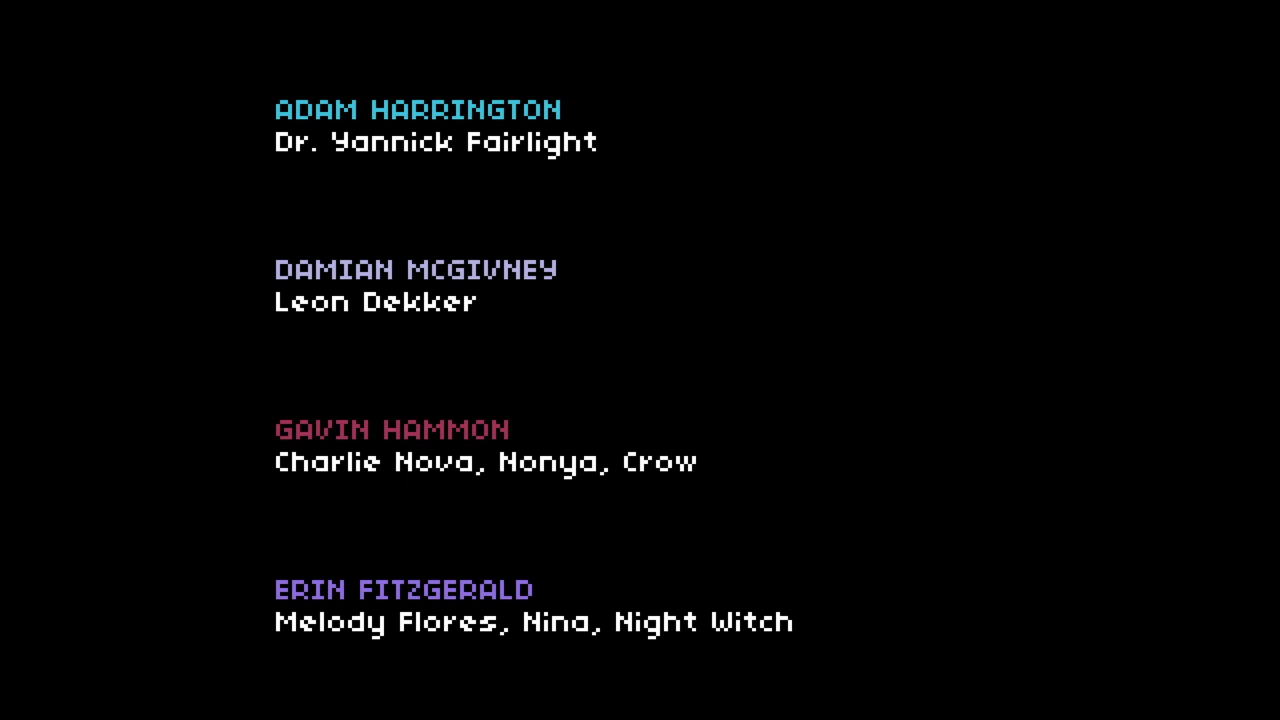 ADAM HARRINGTON
Dr. Yannick Fairlight
DAMIAN MCGIVNEY
Leon Dekker
GAVIN HAMMON
Charlie Nova, Nonya, Crow
ERIN FITZGERALD
Melody Flores, Nina, Night Witch